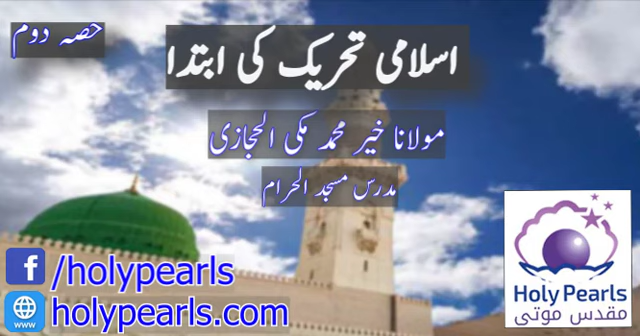 حصہ دوم
اسلامی تحریک کی ابتدا
مولانا خیر محمد مکی الحجازی
مدرس مسجد الحرام
f /holypearls
www holypearls.com
Holy Pearls
مقدس موتی